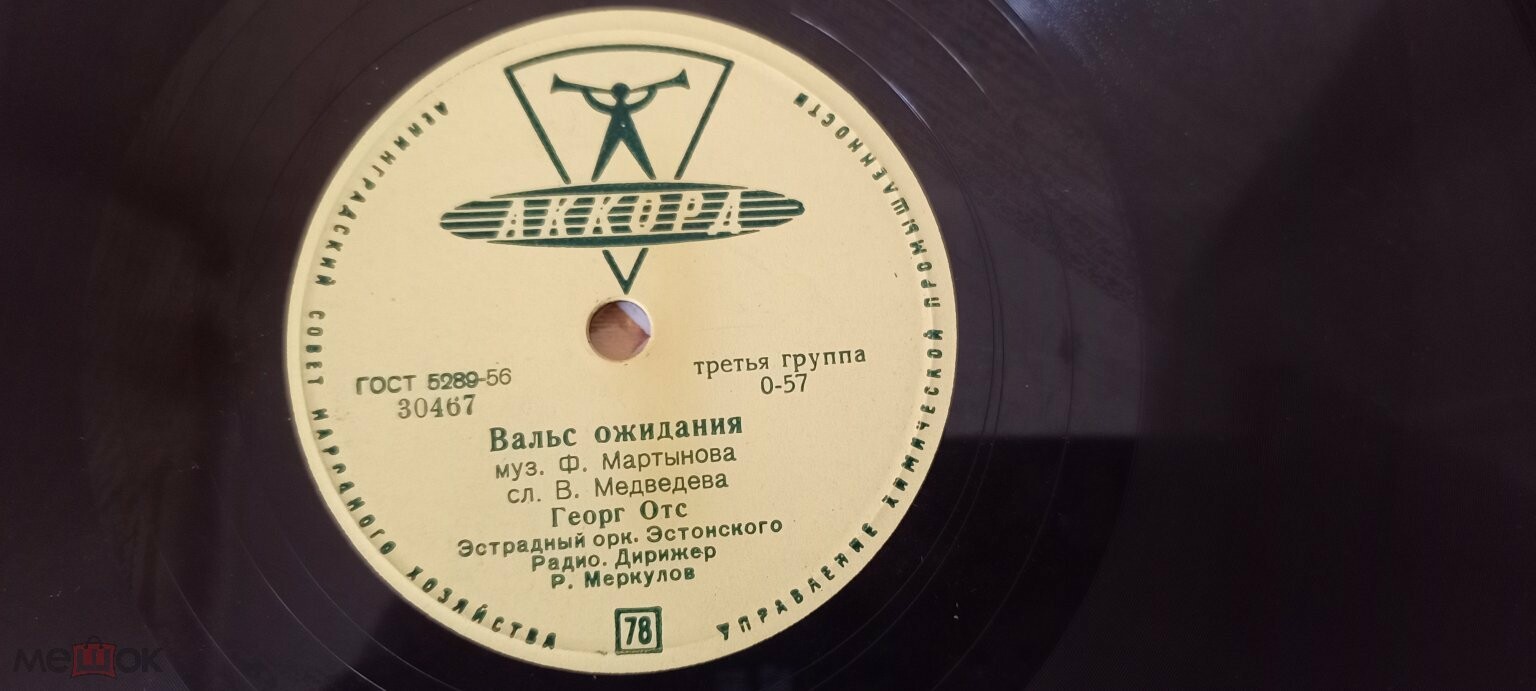 АККОРД
ЛЕНИНГРАДСКИЙ СОВЕТ НАРОДНОГО ХОЗЯЙСТВА
УПРАВЛЕНИЕ ХИМИЧЕСКОЙ ПРОМЫШЛЕННОСТИ
ГОСТ 5289-56
30467
третья группа
0-57
Вальс ожидания
муз. Ф. Мартынова
сл. В. Медведева
Георг Отс
Эстрадный орк. Эстонского
Радио. Дирижер
Р. Меркулов
78
мешок